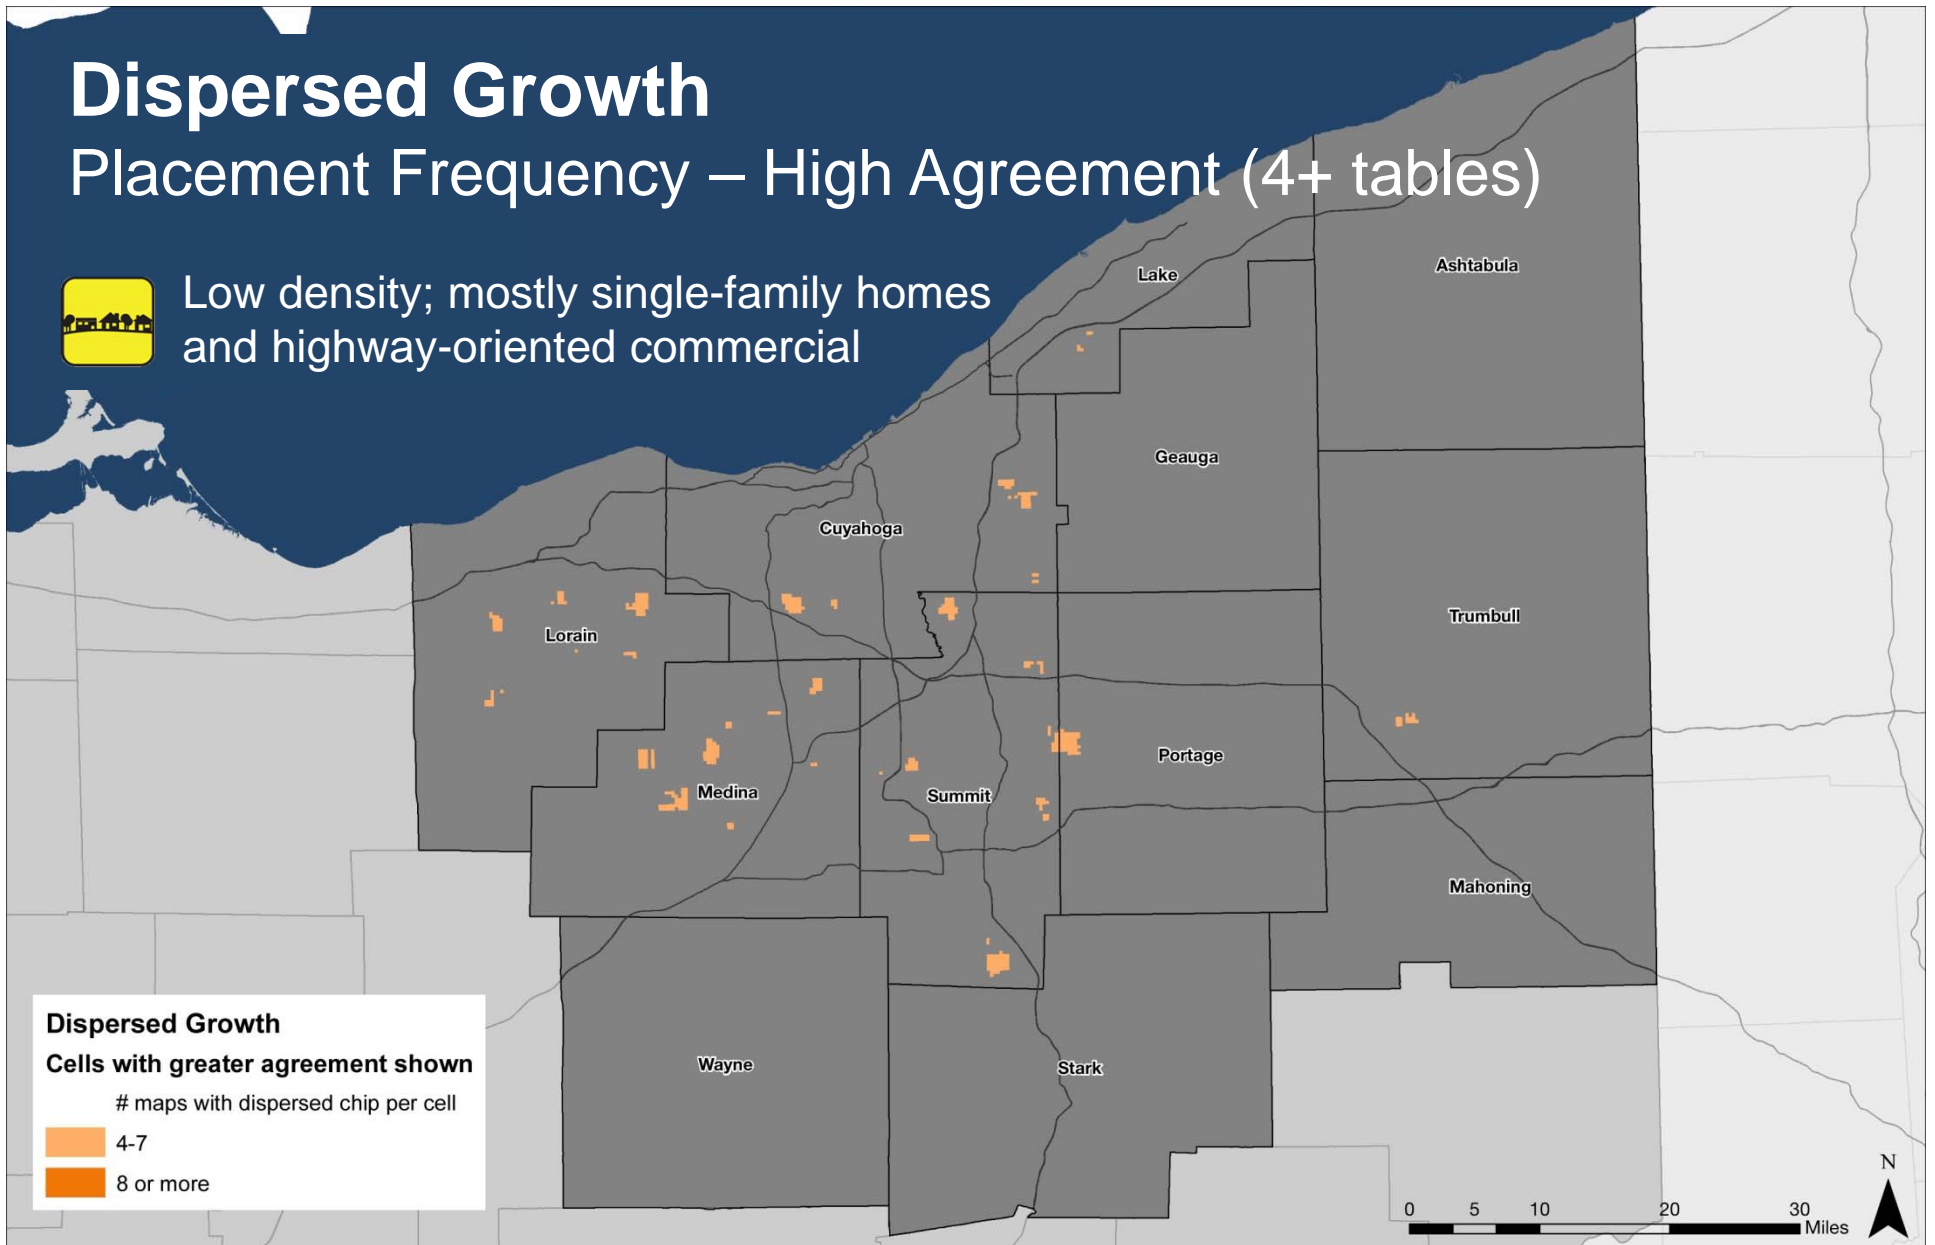 Dispersed Growth
Placement Frequency – High Agreement (4+ tables)
Low density; mostly single-family homes
and highway-oriented commercial
Lake
Ashtabula
Geauga
Cuyahoga
Trumbull
Lorain
Portage
Medina
Summit
Mahoning
Wayne
Stark
Dispersed Growth
Cells with greater agreement shown
# maps with dispersed chip per cell
4-7
8 or more
N
0 5 10 20 30
Miles